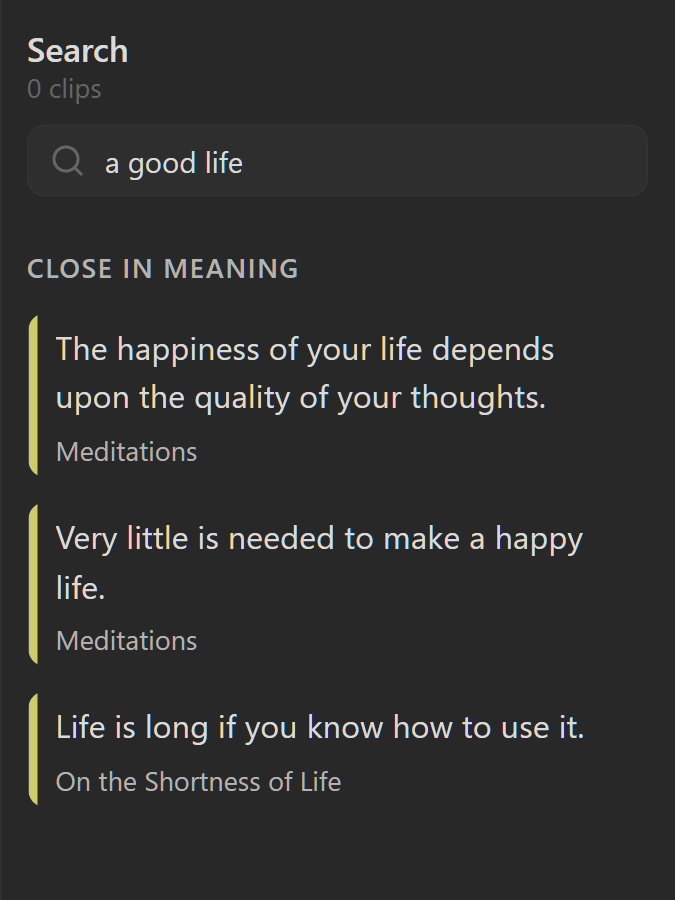 Search
0 clips
a good life
CLOSE IN MEANING
The happiness of your life depends
upon the quality of your thoughts.
Meditations
Very little is needed to make a happy
life.
Meditations
Life is long if you know how to use it.
On the Shortness of Life